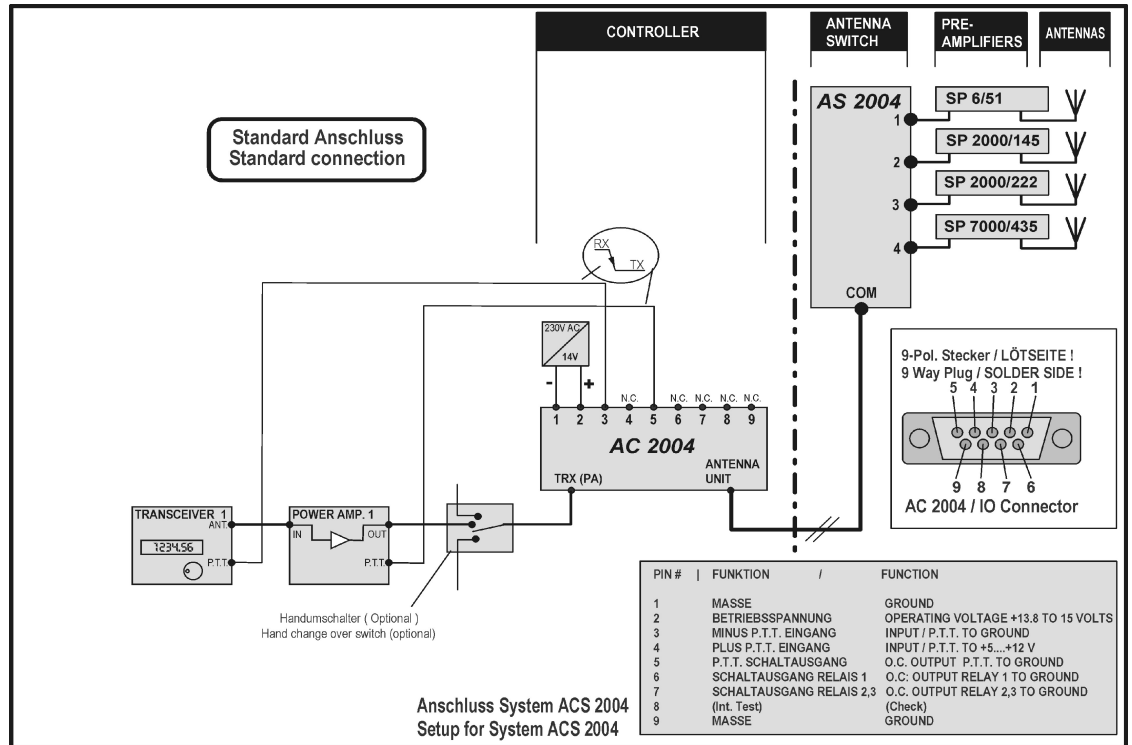 CONTROLLER
ANTENNA
SWITCH
PRE-
AMPLIFIERS
ANTENNAS
Standard Anschluss
Standard connection
AS 2004
1
2
3
4
COM
SP 6/51
SP 2000/145
SP 2000/222
SP 7000/435
RX
TX
230V AC
14V
- +
N.C. N.C. N.C. N.C. N.C.
1 2 3 4 5 6 7 8 9
AC 2004
TRX (PA)
ANTENNA
UNIT
TRANSCEIVER 1
ANT.
1234.56
P.T.T.
POWER AMP. 1
IN
OUT
P.T.T.
Handumschalter ( Optional )
Hand change over switch (optional)
9-Pol. Stecker / LÖTSEITE !
9 Way Plug / SOLDER SIDE !
5 4 3 2 1
9 8 7 6
AC 2004 / IO Connector
PIN # | FUNKTION / FUNCTION
1 MASSE GROUND
2 BETRIEBSSPANNUNG OPERATING VOLTAGE +13.8 TO 15 VOLTS
3 MINUS P.T.T. EINGANG INPUT / P.T.T. TO GROUND
4 PLUS P.T.T. EINGANG INPUT / P.T.T. TO +5....+12 V
5 P.T.T. SCHALTAUSGANG O.C. OUTPUT P.T.T. TO GROUND
6 SCHALTAUSGANG RELAIS 1 O.C: OUTPUT RELAY 1 TO GROUND
7 SCHALTAUSGANG RELAIS 2,3 O.C. OUTPUT RELAY 2,3 TO GROUND
8 (Int. Test) (Check)
9 MASSE GROUND
Anschluss System ACS 2004
Setup for System ACS 2004